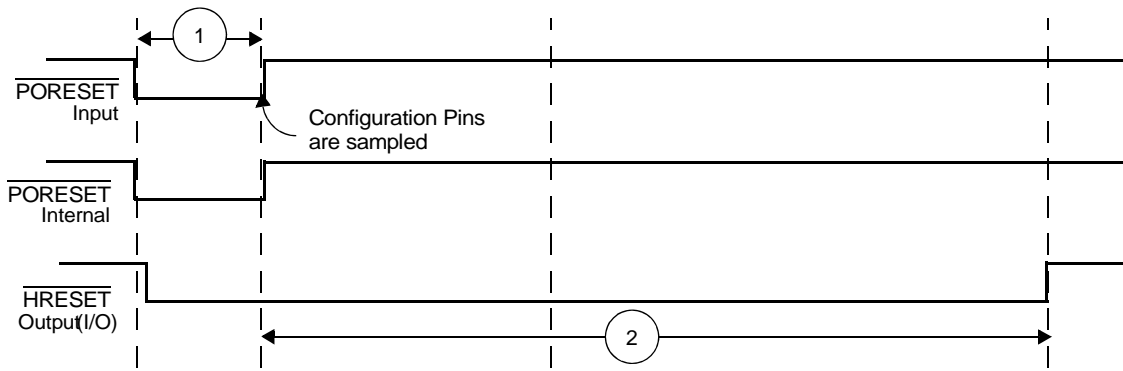 1
PORESET
Input
Configuration Pins
are sampled
PORESET
Internal
HRESET
Output(I/O)
2